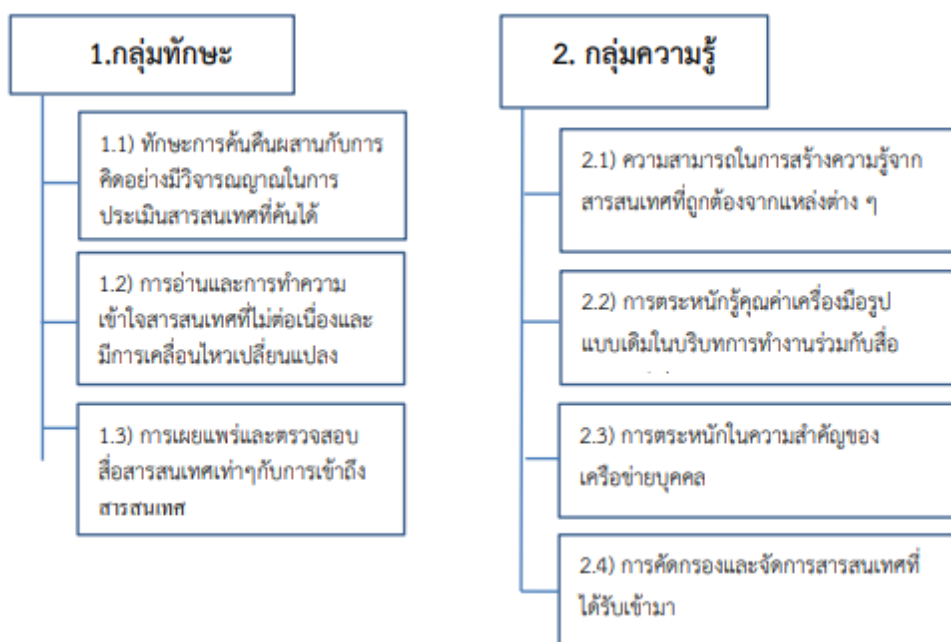 1.กลุ่มทักษะ
1.1) ทักษะการค้นคืนผสานกับการ
คิดอย่างมีวิจารณญาณในการ
ประเมินสารสนเทศที่ค้นได้
1.2) การอ่านและการทำความ
เข้าใจสารสนเทศที่ไม่ต่อเนื่องและ
มีการเคลื่อนไหวเปลี่ยนแปลง
1.3) การเผยแพร่และตรวจสอบ
สื่อสารสนเทศเท่าๆกับการเข้าถึง
สารสนเทศ
2. กลุ่มความรู้
2.1) ความสามารถในการสร้างความรู้จาก
สารสนเทศที่ถูกต้องจากแหล่งต่าง ๆ
2.2) การตระหนักรู้คุณค่าเครื่องมือรูป
แบบเดิมในบริบทการทำงานร่วมกับสื่อ
2.3) การตระหนักในความสำคัญของ
เครือข่ายบุคคล
2.4) การคัดกรองและจัดการสารสนเทศที่
ได้รับเข้ามา